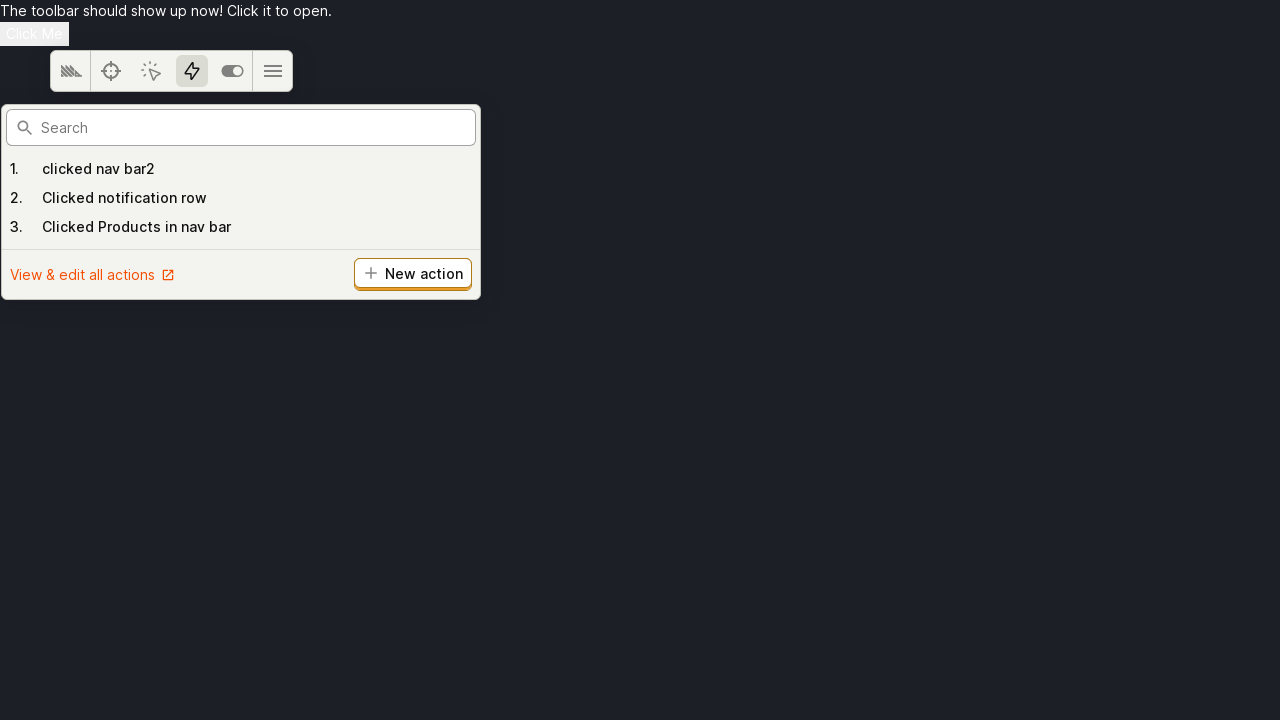 The toolbar should show up now! Click it to open.
Click Me
Search
1. clicked nav bar2
2. Clicked notification row
3. Clicked Products in nav bar
View & edit all actions
New action